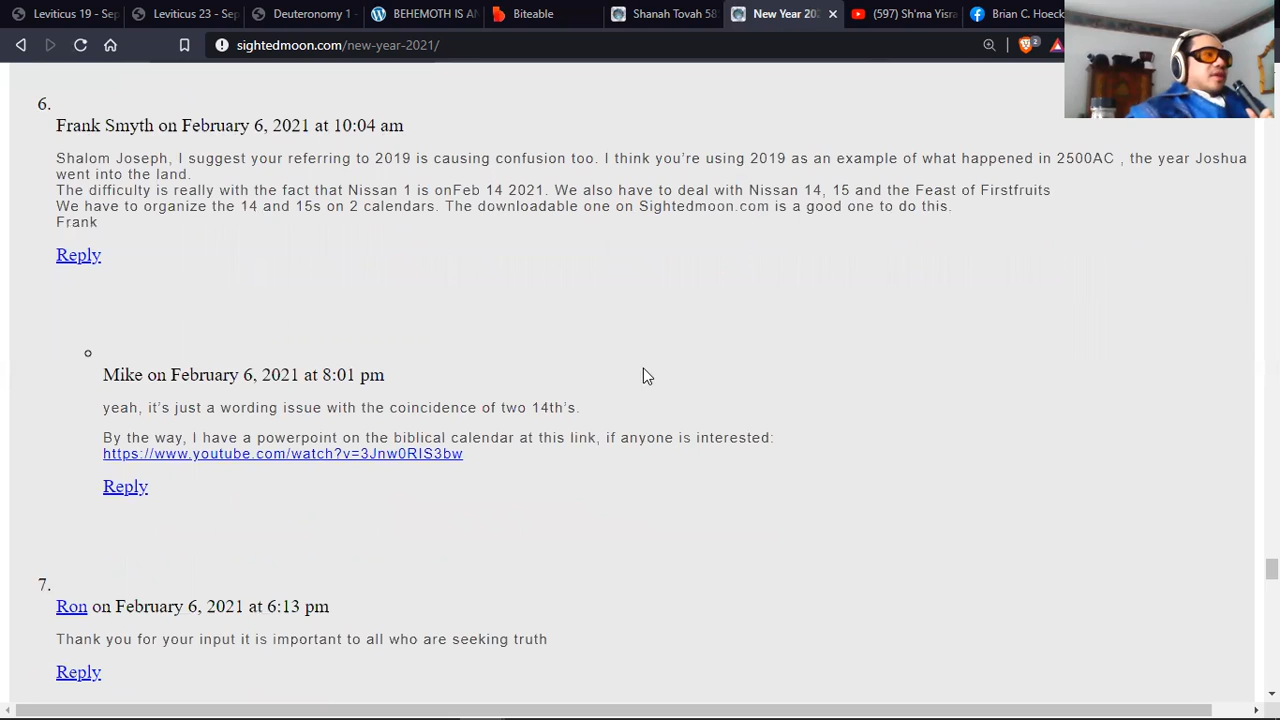 Leviticus 19 - Sep
Leviticus 23 - Sep
Deuteronomy 1 -
BEHEMOTH IS AN
Biteable
Shanah Tovah 58
New Year 202
(597) Sh'ma Yisra
Brian C. Hoeck
sightedmoon.com/new-year-2021/
2
6.
Frank Smyth on February 6, 2021 at 10:04 am
Shalom Joseph, I suggest your referring to 2019 is causing confusion too. I think you're using 2019 as an example of what happened in 2500AC , the year Joshua
went into the land.
The difficulty is really with the fact that Nissan 1 is onFeb 14 2021. We also have to deal with Nissan 14, 15 and the Feast of Firstfruits
We have to organize the 14 and 15s on 2 calendars. The downloadable one on Sightedmoon.com is a good one to do this.
Frank
Reply
Mike on February 6, 2021 at 8:01 pm
yeah, it's just a wording issue with the coincidence of two 14th's.
By the way, I have a powerpoint on the biblical calendar at this link, if anyone is interested:
https://www.youtube.com/watch?v=3Jnw0RIS3bw
Reply
7.
Ron on February 6, 2021 at 6:13 pm
Thank you for your input it is important to all who are seeking truth
Reply